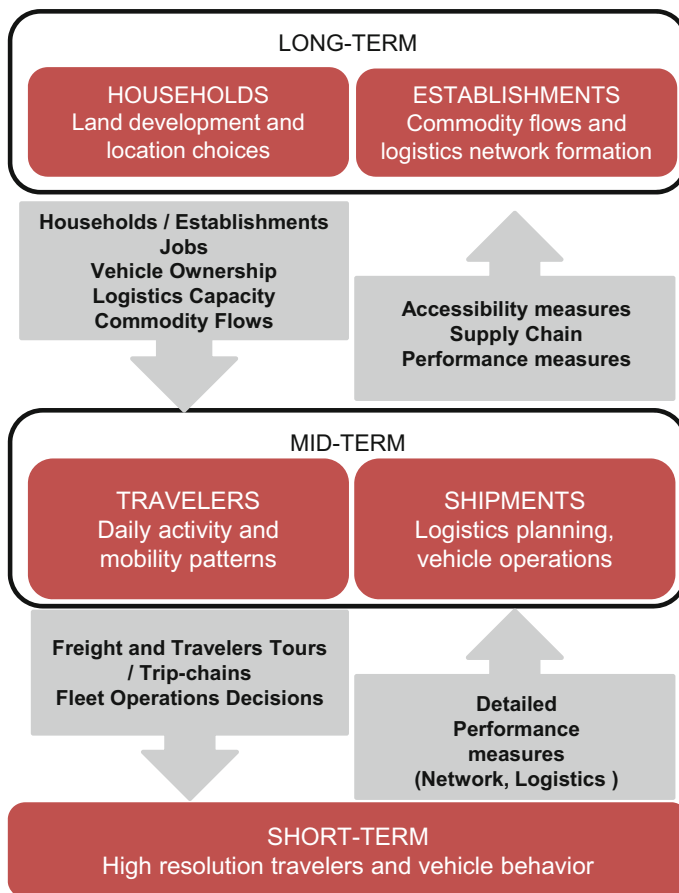 LONG-TERM
HOUSEHOLDS
Land development and
location choices
ESTABLISHMENTS
Commodity flows and
logistics network formation
Households / Establishments
Jobs
Vehicle Ownership
Logistics Capacity
Commodity Flows
Accessibility measures
Supply Chain
Performance measures
MID-TERM
TRAVELERS
Daily activity and
mobility patterns
SHIPMENTS
Logistics planning,
vehicle operations
Freight and Travelers Tours
/ Trip-chains
Fleet Operations Decisions
Detailed
Performance
measures
(Network, Logistics )
SHORT-TERM
High resolution travelers and vehicle behavior